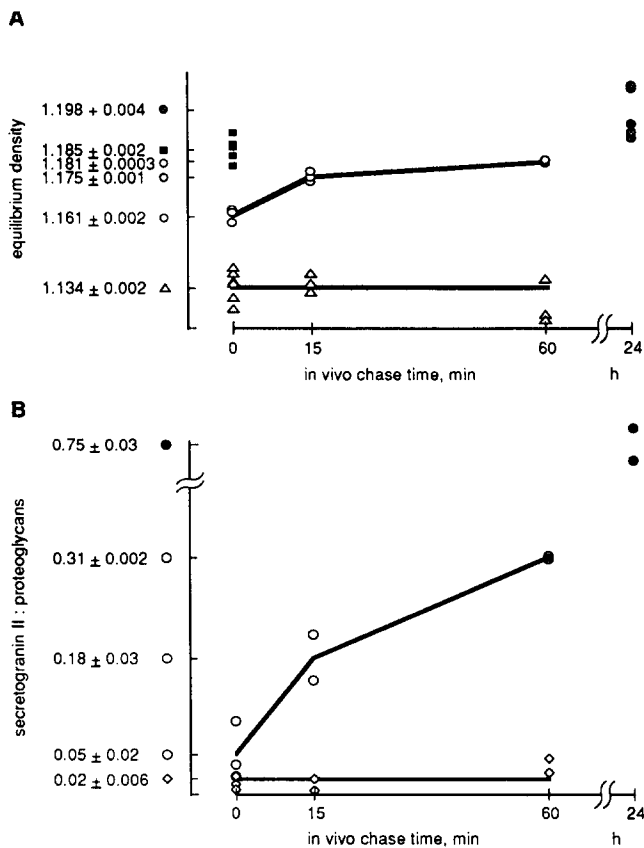 A
equilibrium density
1.198 + 0.004
1.185 ± 0.002
1.181 ± 0.0003
1.175 ± 0.001
1.161 ± 0.002
1.134 ± 0.002
0 15 60 24
in vivo chase time, min h
B
secretogranin II : proteoglycans
0.75 ± 0.03
0.31 ± 0.002
0.18 ± 0.03
0.05 ± 0.02
0.02 ± 0.006
0 15 60 24
in vivo chase time, min h